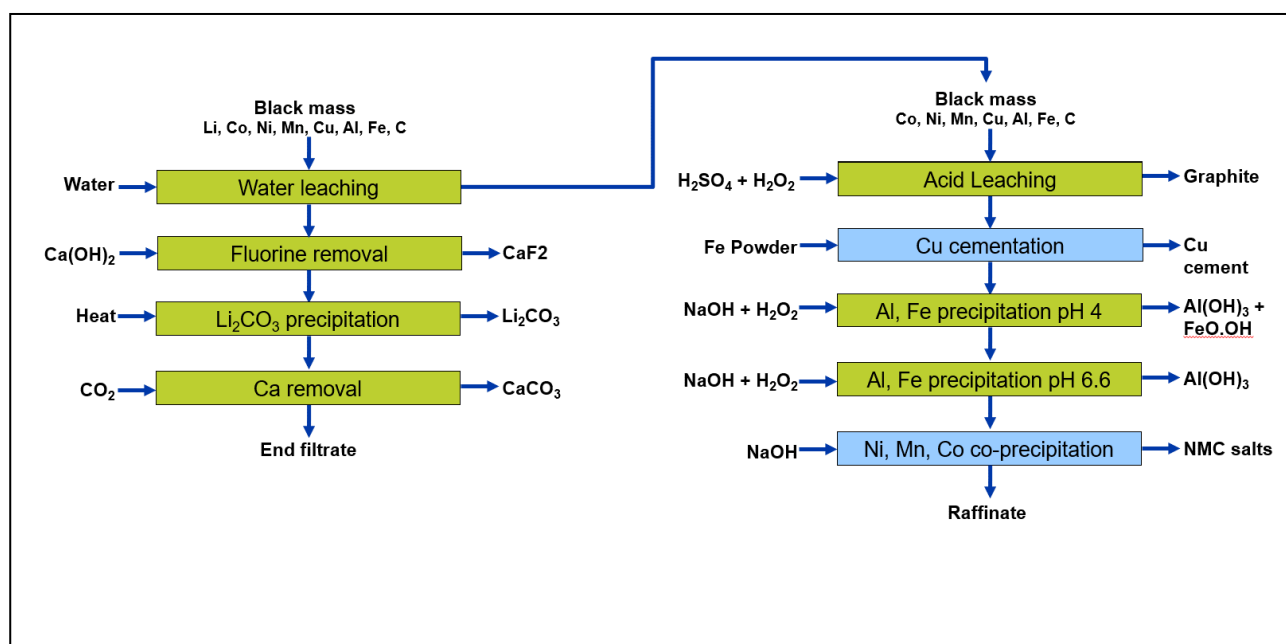 Black mass
Li, Co, Ni, Mn, Cu, Al, Fe, C
Water
Water leaching
Ca(OH)₂
Fluorine removal
CaF2
Heat
Li₂CO₃ precipitation
Li₂CO₃
CO₂
Ca removal
CaCO₃
End filtrate
Black mass
Co, Ni, Mn, Cu, Al, Fe, C
H₂SO₄ + H₂O₂
Acid Leaching
Graphite
Fe Powder
Cu cementation
Cu
cement
NaOH + H₂O₂
Al, Fe precipitation pH 4
Al(OH)₃ +
FeO.OH
NaOH + H₂O₂
Al, Fe precipitation pH 6.6
Al(OH)₃
NaOH
Ni, Mn, Co co-precipitation
NMC salts
Raffinate